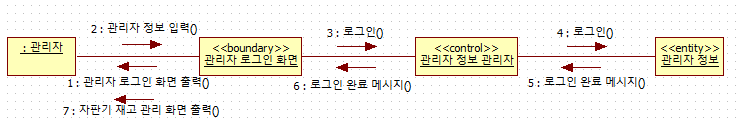 2 : 관리자 정보 입력()
3 : 로그인()
4 : 로그인()
: 관리자
<<boundary>>
관리자 로그인 화면
<<control>>
관리자 정보 관리자
<<entity>>
관리자 정보
1 : 관리자 로그인 화면 출력()
6 : 로그인 완료 메시지()
5 : 로그인 완료 메시지()
7 : 자판기 재고 관리 화면 출력()